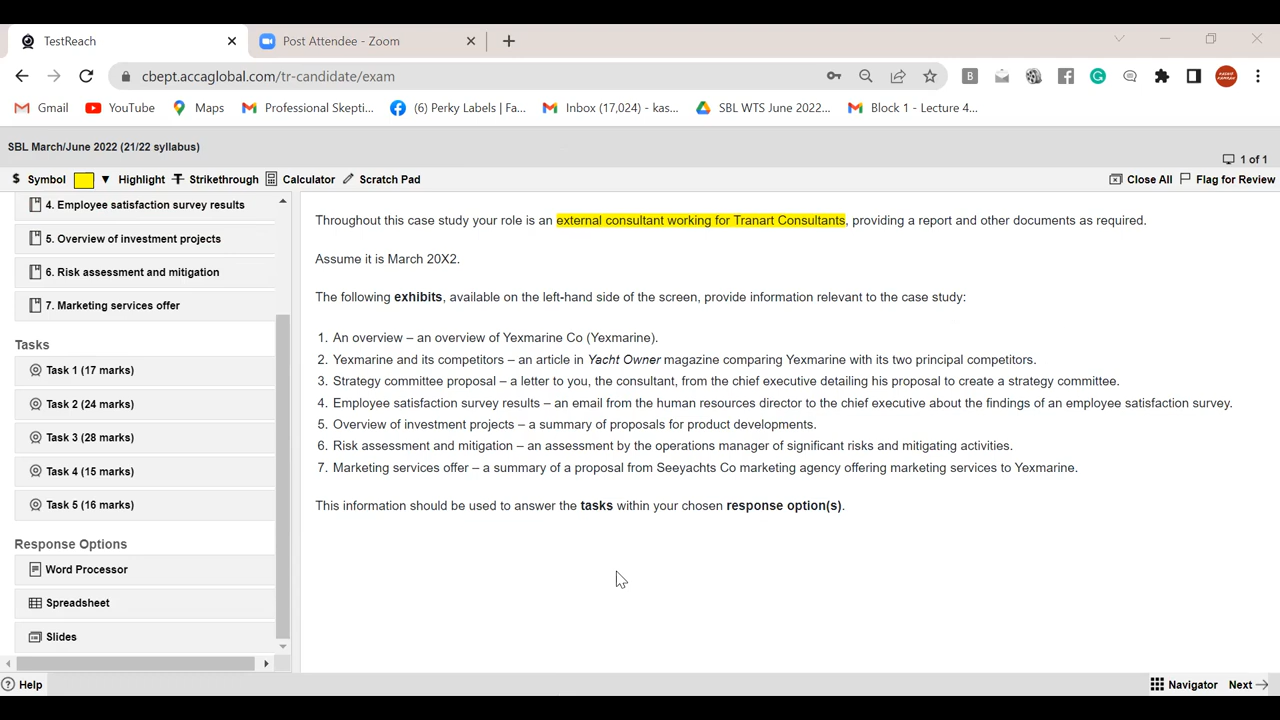 TestReach
Post Attendee - Zoom
cbept.accaglobal.com/tr-candidate/exam
B
Gmail
YouTube
Maps
Professional Skepti...
(6) Perky Labels | Fa...
Inbox (17,024) - kas...
SBL WTS June 2022...
Block 1 - Lecture 4...
SBL March/June 2022 (21/22 syllabus)
1 of 1
$ Symbol
Highlight
T Strikethrough
Calculator
Scratch Pad
Close All
Flag for Review
4. Employee satisfaction survey results
5. Overview of investment projects
6. Risk assessment and mitigation
7. Marketing services offer
Tasks
Task 1 (17 marks)
Task 2 (24 marks)
Task 3 (28 marks)
Task 4 (15 marks)
Task 5 (16 marks)
Response Options
Word Processor
Spreadsheet
Slides
Throughout this case study your role is an external consultant working for Tranart Consultants, providing a report and other documents as required.
Assume it is March 20X2.
The following exhibits, available on the left-hand side of the screen, provide information relevant to the case study:
1. An overview – an overview of Yexmarine Co (Yexmarine).
2. Yexmarine and its competitors – an article in Yacht Owner magazine comparing Yexmarine with its two principal competitors.
3. Strategy committee proposal – a letter to you, the consultant, from the chief executive detailing his proposal to create a strategy committee.
4. Employee satisfaction survey results – an email from the human resources director to the chief executive about the findings of an employee satisfaction survey.
5. Overview of investment projects – a summary of proposals for product developments.
6. Risk assessment and mitigation – an assessment by the operations manager of significant risks and mitigating activities.
7. Marketing services offer – a summary of a proposal from Seeyachts Co marketing agency offering marketing services to Yexmarine.
This information should be used to answer the tasks within your chosen response option(s).
? Help
Navigator
Next